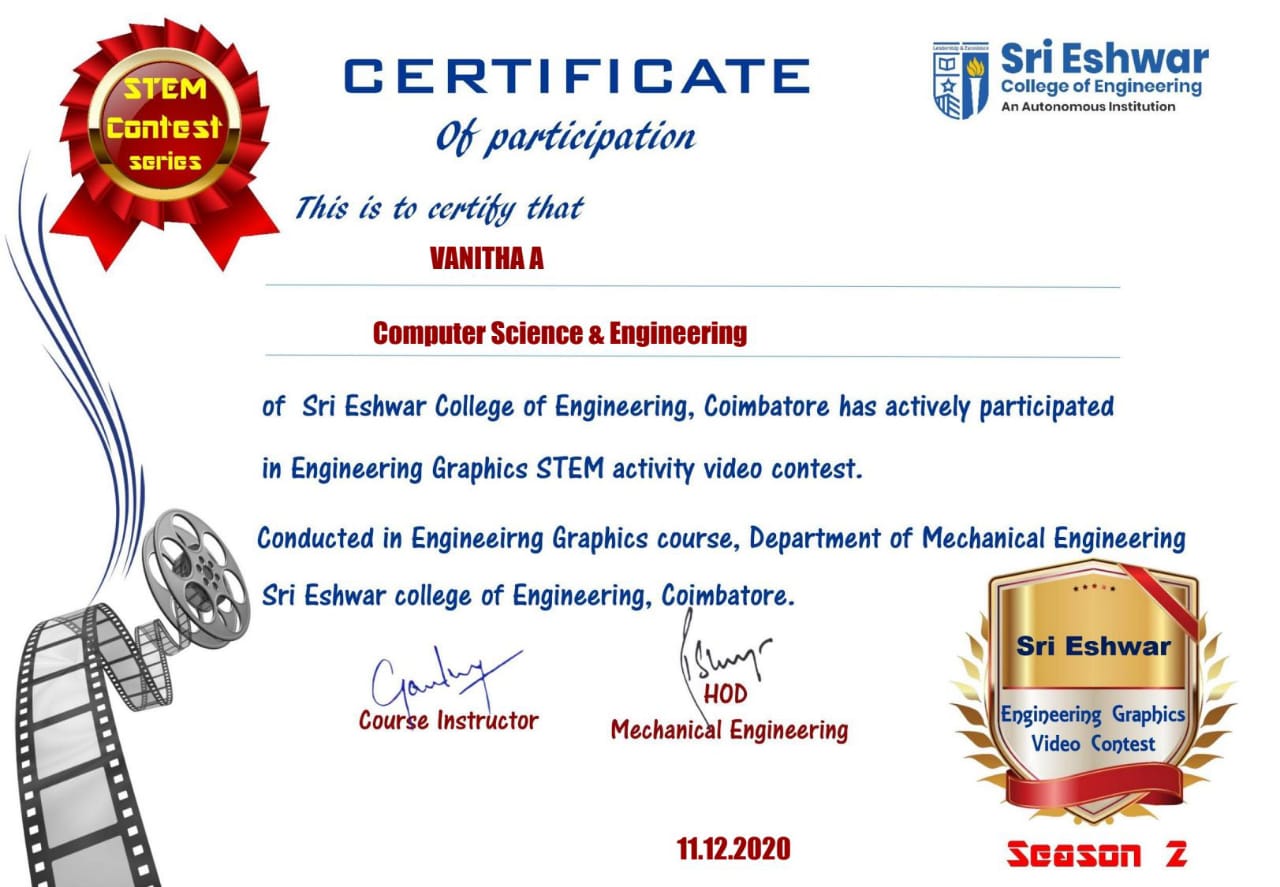 STEM
Contest
series
CERTIFICATE
Of participation
Leadership & Excellence
Sri Eshwar
College of Engineering
An Autonomous Institution
This is to certify that
VANITHA A
Computer Science & Engineering
of Sri Eshwar College of Engineering, Coimbatore has actively participated
in Engineering Graphics STEM activity video contest.
Conducted in Engineeirng Graphics course, Department of Mechanical Engineering
Sri Eshwar college of Engineering, Coimbatore.
Course Instructor
HOD
Mechanical Engineering
Sri Eshwar
Engineering Graphics
Video Contest
11.12.2020
Season 2